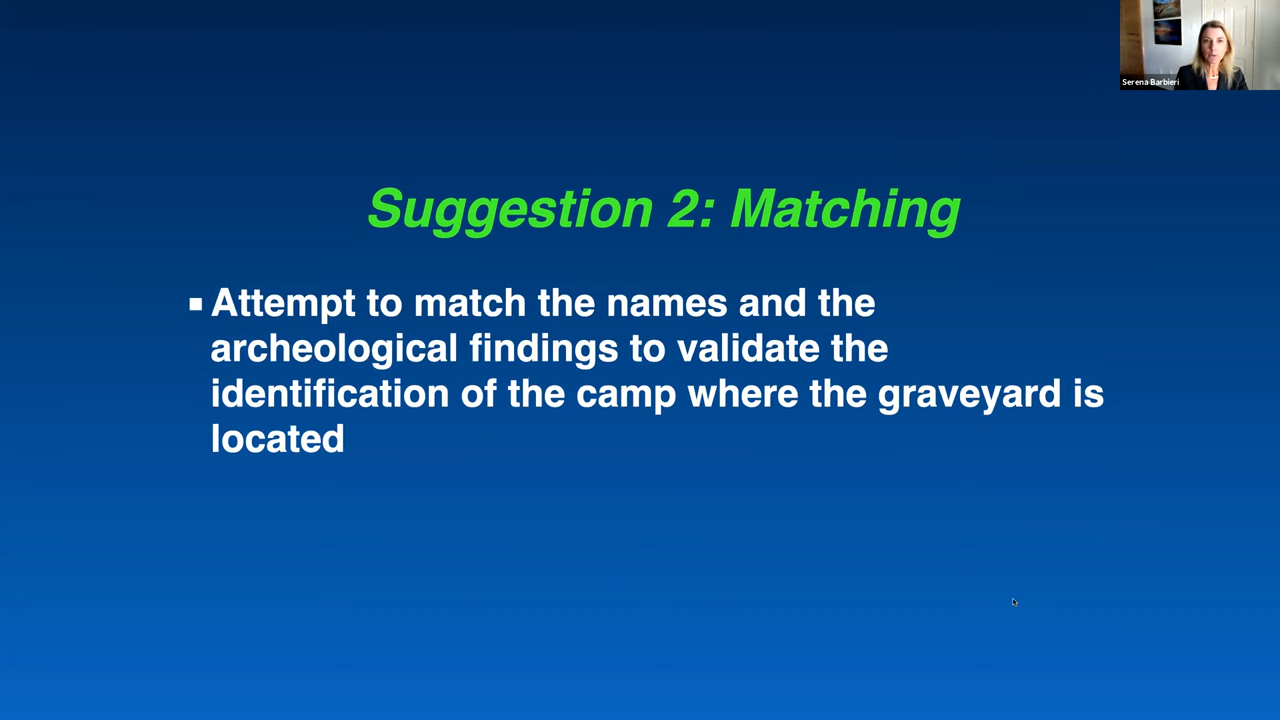 Serena Barbieri
Suggestion 2: Matching
▪ Attempt to match the names and the
archeological findings to validate the
identification of the camp where the graveyard is
located